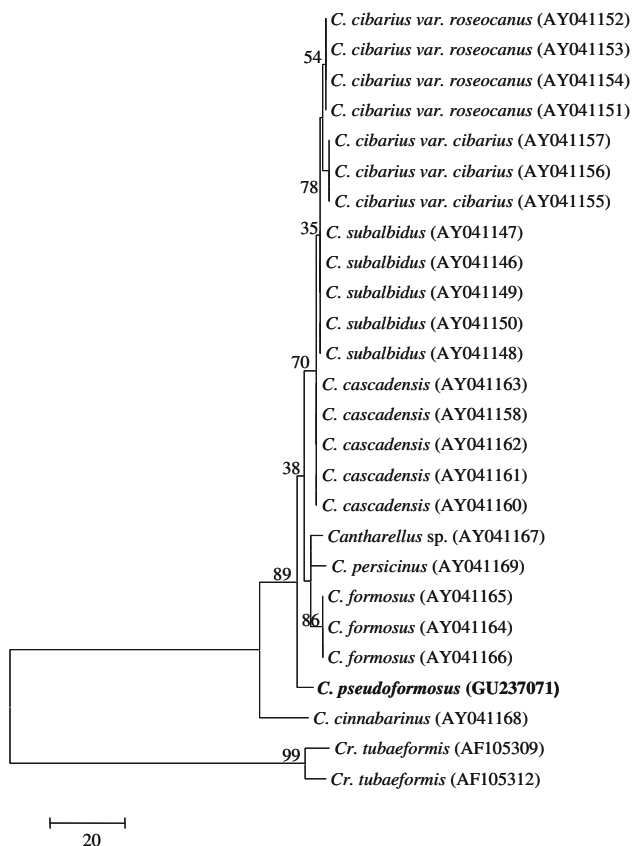 C. cibarius var. roseocanus (AY041152)
C. cibarius var. roseocanus (AY041153)
54
C. cibarius var. roseocanus (AY041154)
C. cibarius var. roseocanus (AY041151)
C. cibarius var. cibarius (AY041157)
C. cibarius var. cibarius (AY041156)
78
C. cibarius var. cibarius (AY041155)
35
C. subalbidus (AY041147)
C. subalbidus (AY041146)
C. subalbidus (AY041149)
C. subalbidus (AY041150)
C. subalbidus (AY041148)
70
C. cascadensis (AY041163)
C. cascadensis (AY041158)
C. cascadensis (AY041162)
38
C. cascadensis (AY041161)
C. cascadensis (AY041160)
Cantharellus sp. (AY041167)
C. persicinus (AY041169)
89
C. formosus (AY041165)
86
C. formosus (AY041164)
C. formosus (AY041166)
C. pseudoformosus (GU237071)
C. cinnabarinus (AY041168)
Cr. tubaeformis (AF105309)
99
Cr. tubaeformis (AF105312)
20